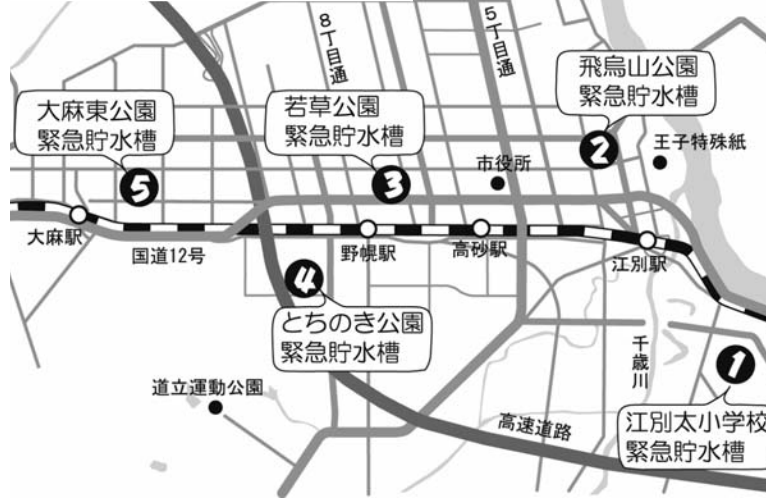 8丁目通
5丁目通
飛鳥山公園
緊急貯水槽
大麻東公園
緊急貯水槽
若草公園
緊急貯水槽
2
王子特殊紙
市役所
5
3
大麻駅
国道12号
野幌駅
高砂駅
江別駅
4
とちのき公園
緊急貯水槽
千歳川
1
道立運動公園
高速道路
江別太小学校
緊急貯水槽